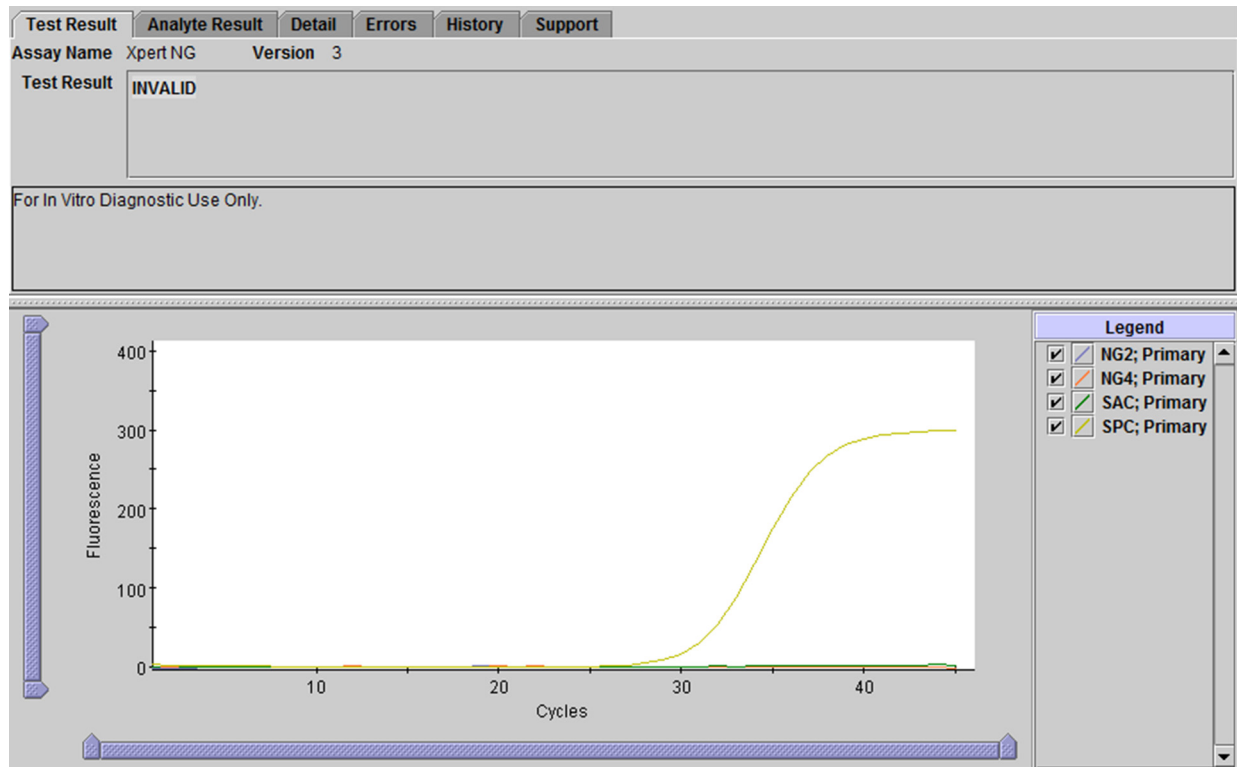 Test Result Analyte Result Detail Errors History Support
Assay Name Xpert NG Version 3
Test Result INVALID
For In Vitro Diagnostic Use Only.
Legend
NG2; Primary
NG4; Primary
SAC; Primary
SPC; Primary
Fluorescence
400
300
200
100
0
10 20 30 40
Cycles